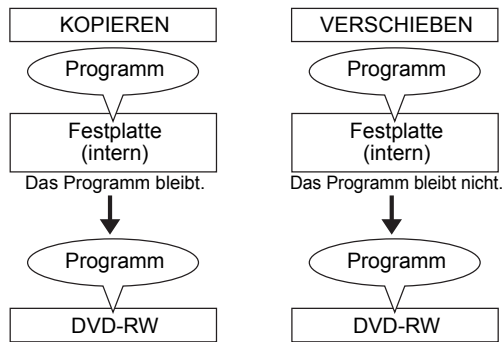 KOPIEREN
Programm
Festplatte
(intern)
Das Programm bleibt.
Programm
DVD-RW
VERSCHIEBEN
Programm
Festplatte
(intern)
Das Programm bleibt nicht.
Programm
DVD-RW